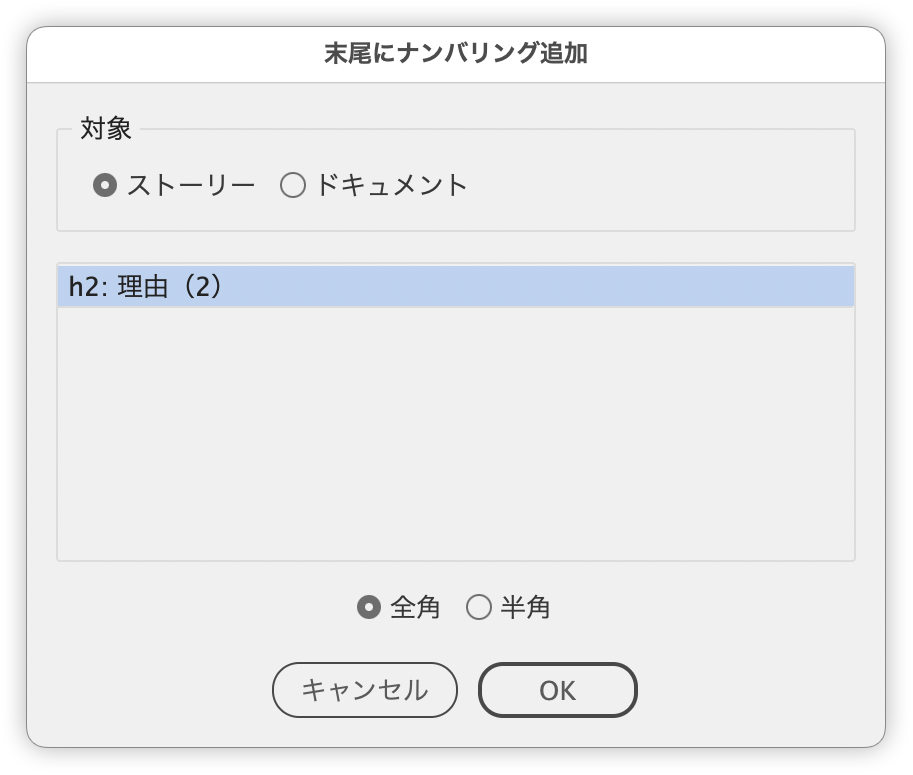 末尾にナンバリング追加
対象
ストーリー ドキュメント
h2: 理由（2）
全角 半角
キャンセル OK